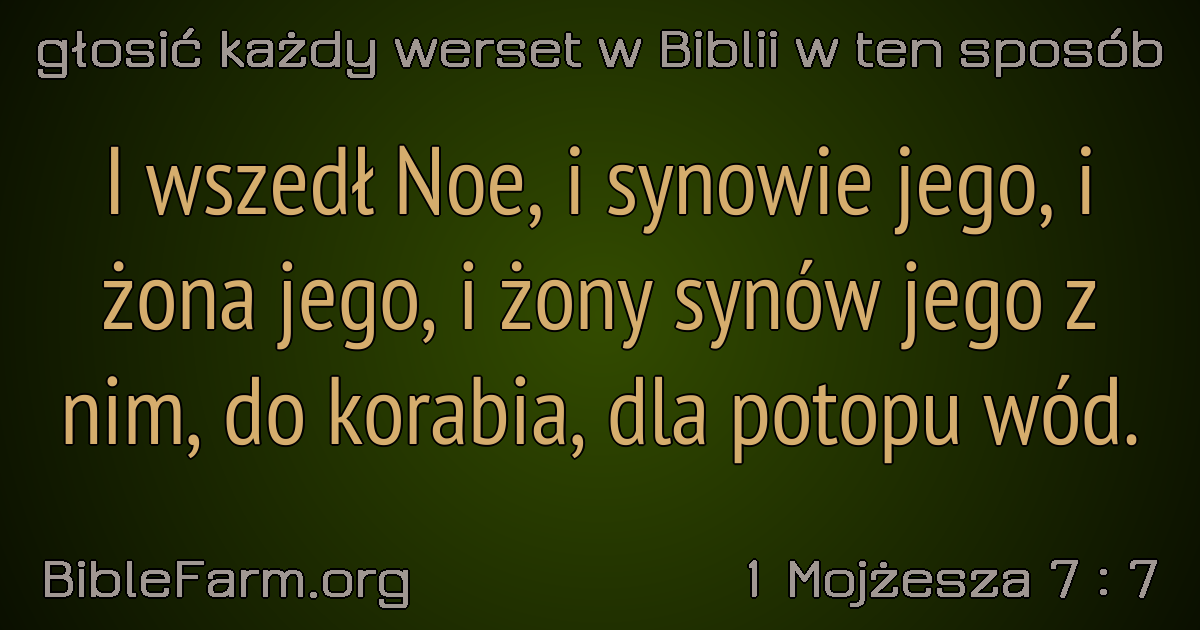 głosić każdy werset w Biblii w ten sposób
I wszedł Noe, i synowie jego, i
żona jego, i żony synów jego z
nim, do korabia, dla potopu wód.
BibleFarm.org
1 Mojżesza 7 : 7